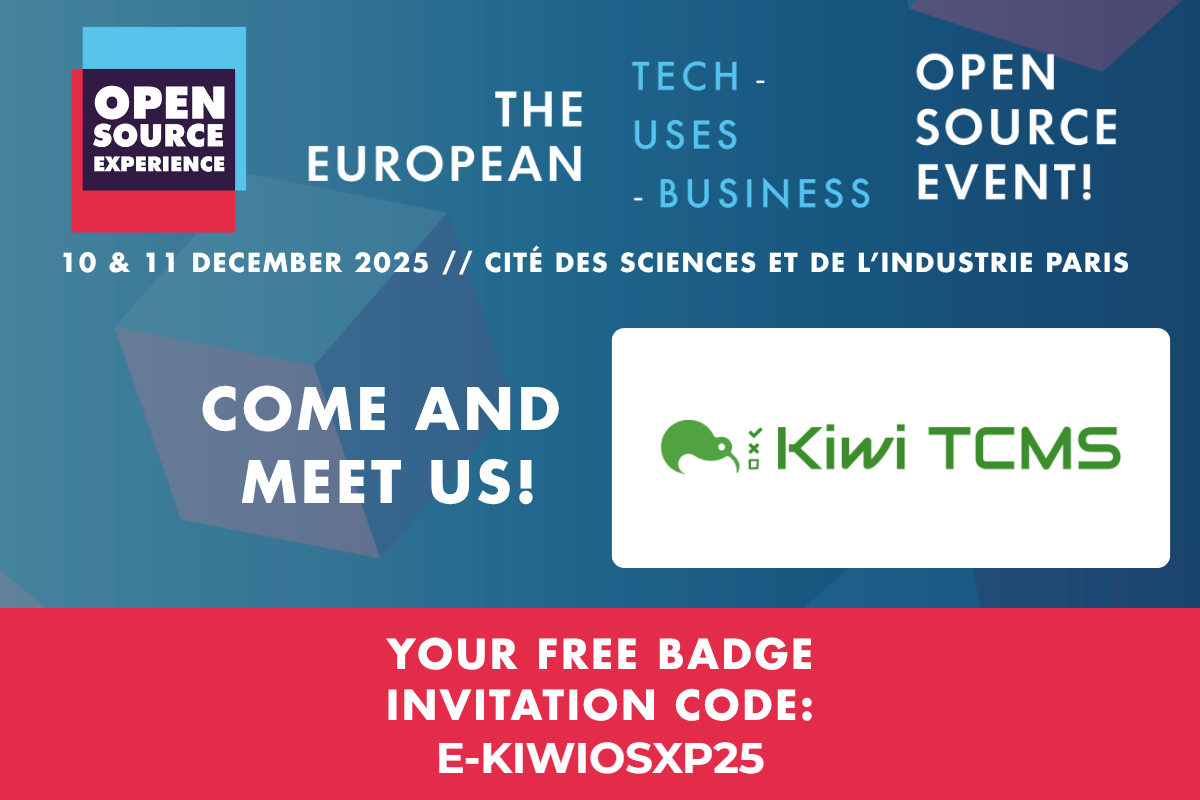 OPEN
SOURCE
EXPERIENCE
THE
EUROPEAN
TECH -
USES
- BUSINESS
OPEN
SOURCE
EVENT!
10 & 11 DECEMBER 2025 // CITÉ DES SCIENCES ET DE L’INDUSTRIE PARIS
COME AND
MEET US!
Kiwi TCMS
YOUR FREE BADGE
INVITATION CODE:
E-KIWIOSXP25